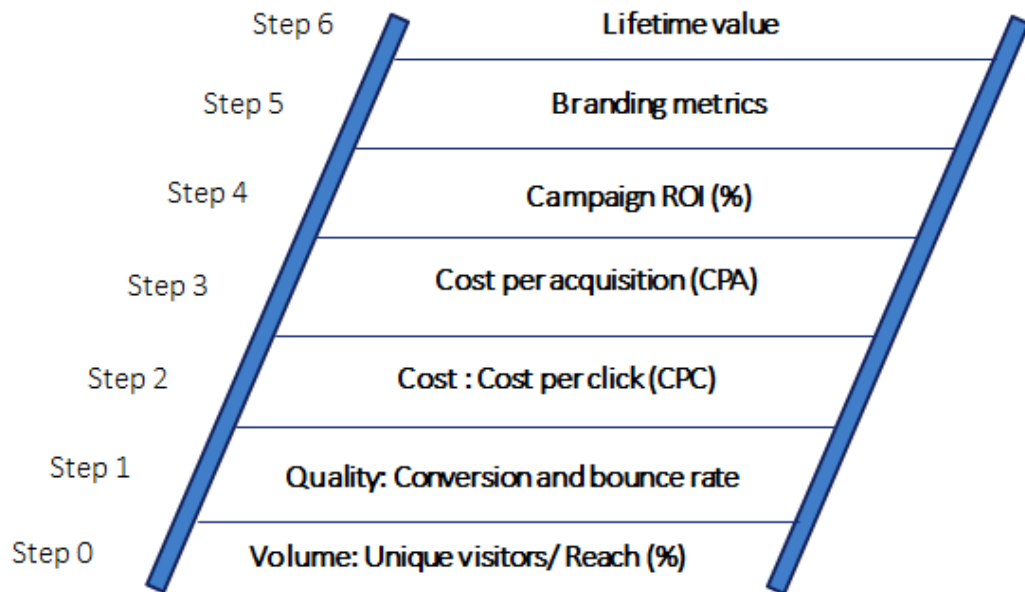 Step 6 Lifetime value
Step 5 Branding metrics
Step 4 Campaign ROI (%)
Step 3 Cost per acquisition (CPA)
Step 2 Cost : Cost per click (CPC)
Step 1 Quality: Conversion and bounce rate
Step 0 Volume: Unique visitors/ Reach (%)